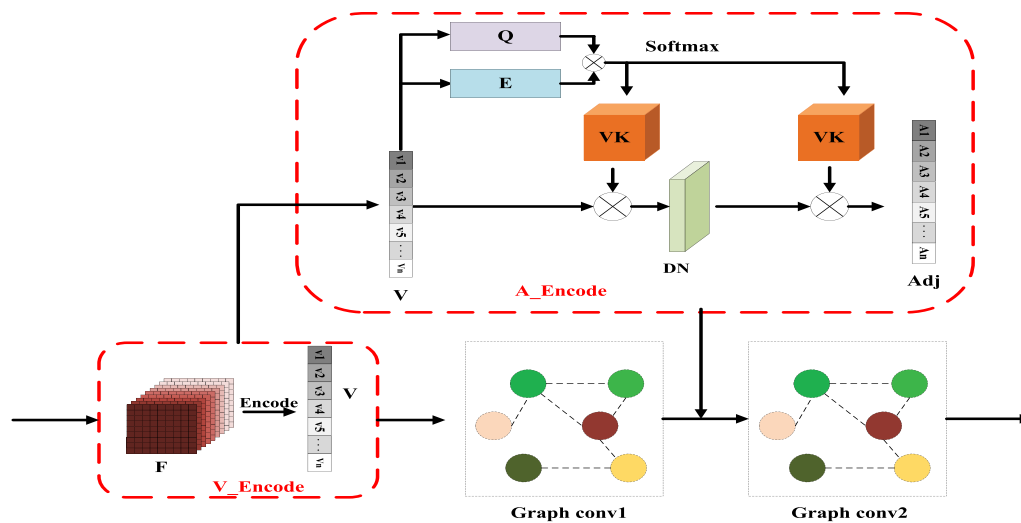 Q
Softmax
E
VK
VK
v1
v2
v3
v4
v5
...
Vn
V
DN
A1
A2
A3
A4
A5
....
An
Adj
A_Encode
F
Encode
v1
v2
v3
v4
v5
...
Vn
V
V_Encode
Graph conv1
Graph conv2